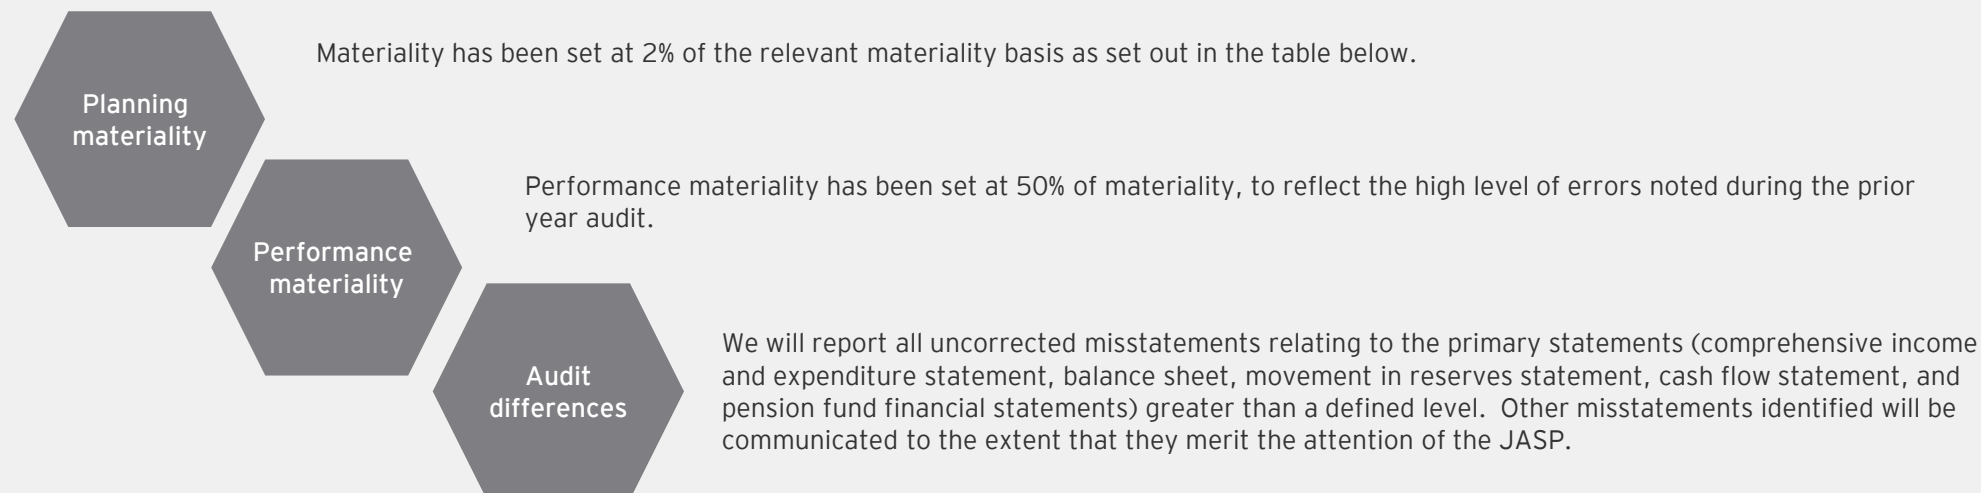 Materiality has been set at 2% of the relevant materiality basis as set out in the table below.
Planning
materiality
Performance materiality has been set at 50% of materiality, to reflect the high level of errors noted during the prior
year audit.
Performance
materiality
We will report all uncorrected misstatements relating to the primary statements (comprehensive income
and expenditure statement, balance sheet, movement in reserves statement, cash flow statement, and
pension fund financial statements) greater than a defined level.  Other misstatements identified will be
communicated to the extent that they merit the attention of the JASP.
Audit
differences